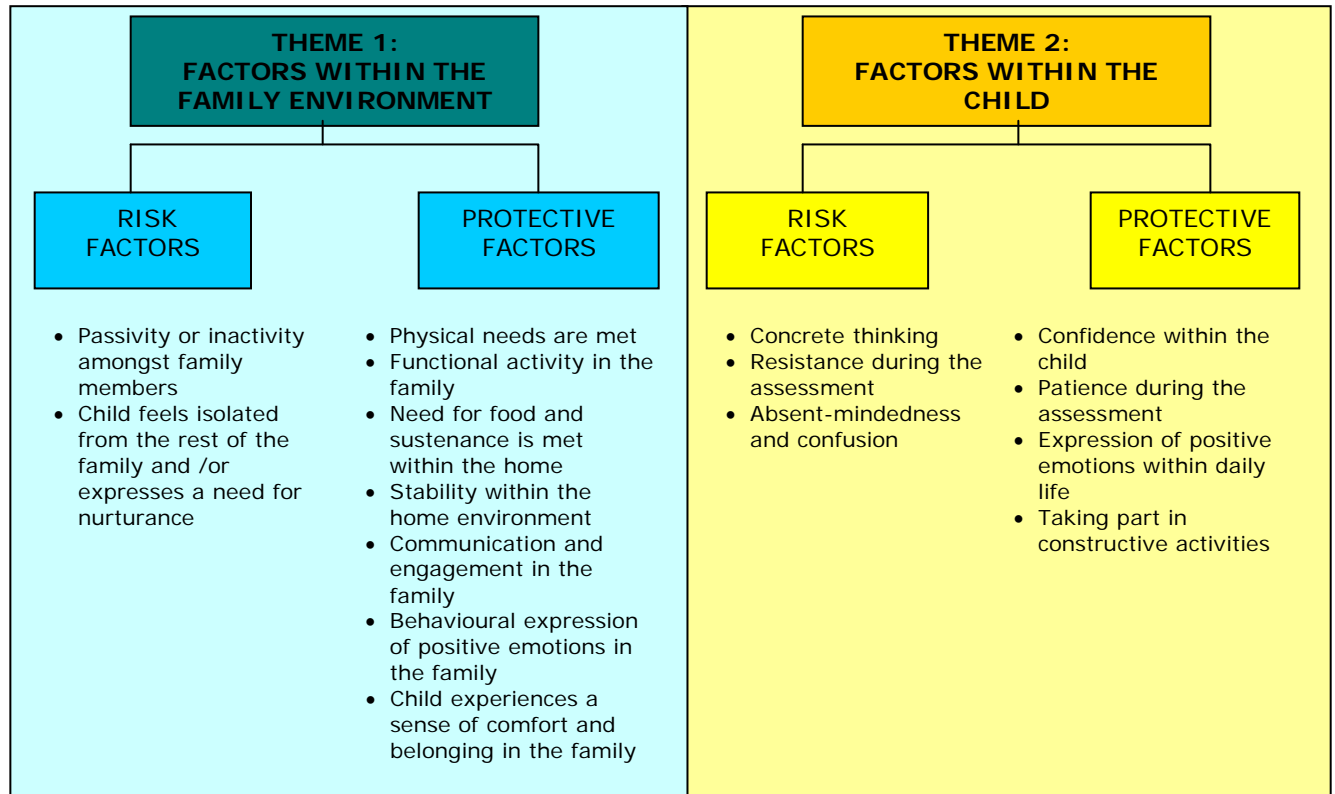 THEME 1:
FACTORS WITHIN THE
FAMILY ENVIRONMENT
RISK
FACTORS
PROTECTIVE
FACTORS
• Passivity or inactivity
amongst family
members
• Child feels isolated
from the rest of the
family and /or
expresses a need for
nurturance
• Physical needs are met
• Functional activity in the
family
• Need for food and
sustenance is met
within the home
• Stability within the
home environment
• Communication and
engagement in the
family
• Behavioural expression
of positive emotions in
the family
• Child experiences a
sense of comfort and
belonging in the family
THEME 2:
FACTORS WITHIN THE
CHILD
RISK
FACTORS
PROTECTIVE
FACTORS
• Concrete thinking
• Resistance during the
assessment
• Absent-mindedness
and confusion
• Confidence within the
child
• Patience during the
assessment
• Expression of positive
emotions within daily
life
• Taking part in
constructive activities